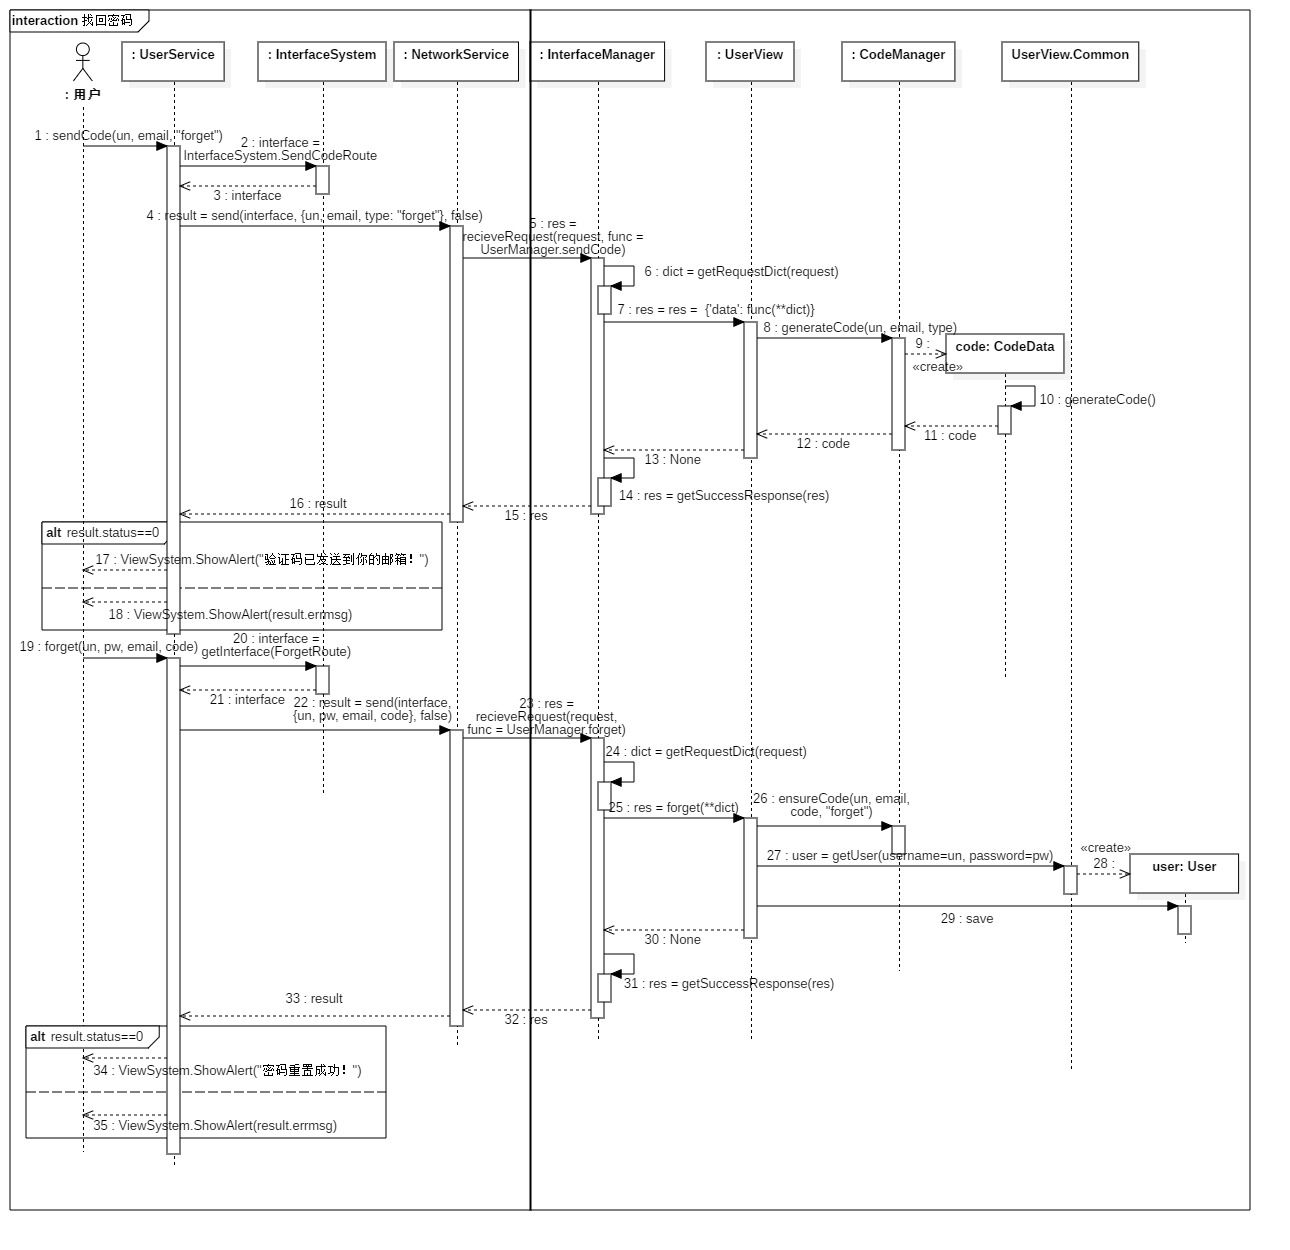 interaction 找回密码
: 用户
: UserService
: InterfaceSystem
: NetworkService
: InterfaceManager
: UserView
: CodeManager
UserView.Common
1 : sendCode(un, email, "forget")
2 : interface =
InterfaceSystem.SendCodeRoute
3 : interface
4 : result = send(interface, {un, email, type: "forget"}, false)
5 : res =
recieveRequest(request, func =
UserManager.sendCode)
6 : dict = getRequestDict(request)
7 : res = res = {'data': func(**dict)}
8 : generateCode(un, email, type)
9 :
«create»
code: CodeData
10 : generateCode()
11 : code
12 : code
13 : None
14 : res = getSuccessResponse(res)
15 : res
16 : result
alt result.status==0
17 : ViewSystem.ShowAlert("验证码已发送到你的邮箱！")
18 : ViewSystem.ShowAlert(result.errmsg)
19 : forget(un, pw, email, code)
20 : interface =
getInterface(ForgetRoute)
21 : interface
22 : result = send(interface,
{un, pw, email, code}, false)
23 : res =
recieveRequest(request,
func = UserManager.forget)
24 : dict = getRequestDict(request)
25 : res = forget(**dict)
26 : ensureCode(un, email,
code, "forget")
27 : user = getUser(username=un, password=pw)
«create»
28 :
user: User
29 : save
30 : None
31 : res = getSuccessResponse(res)
32 : res
33 : result
alt result.status==0
34 : ViewSystem.ShowAlert("密码重置成功！")
35 : ViewSystem.ShowAlert(result.errmsg)